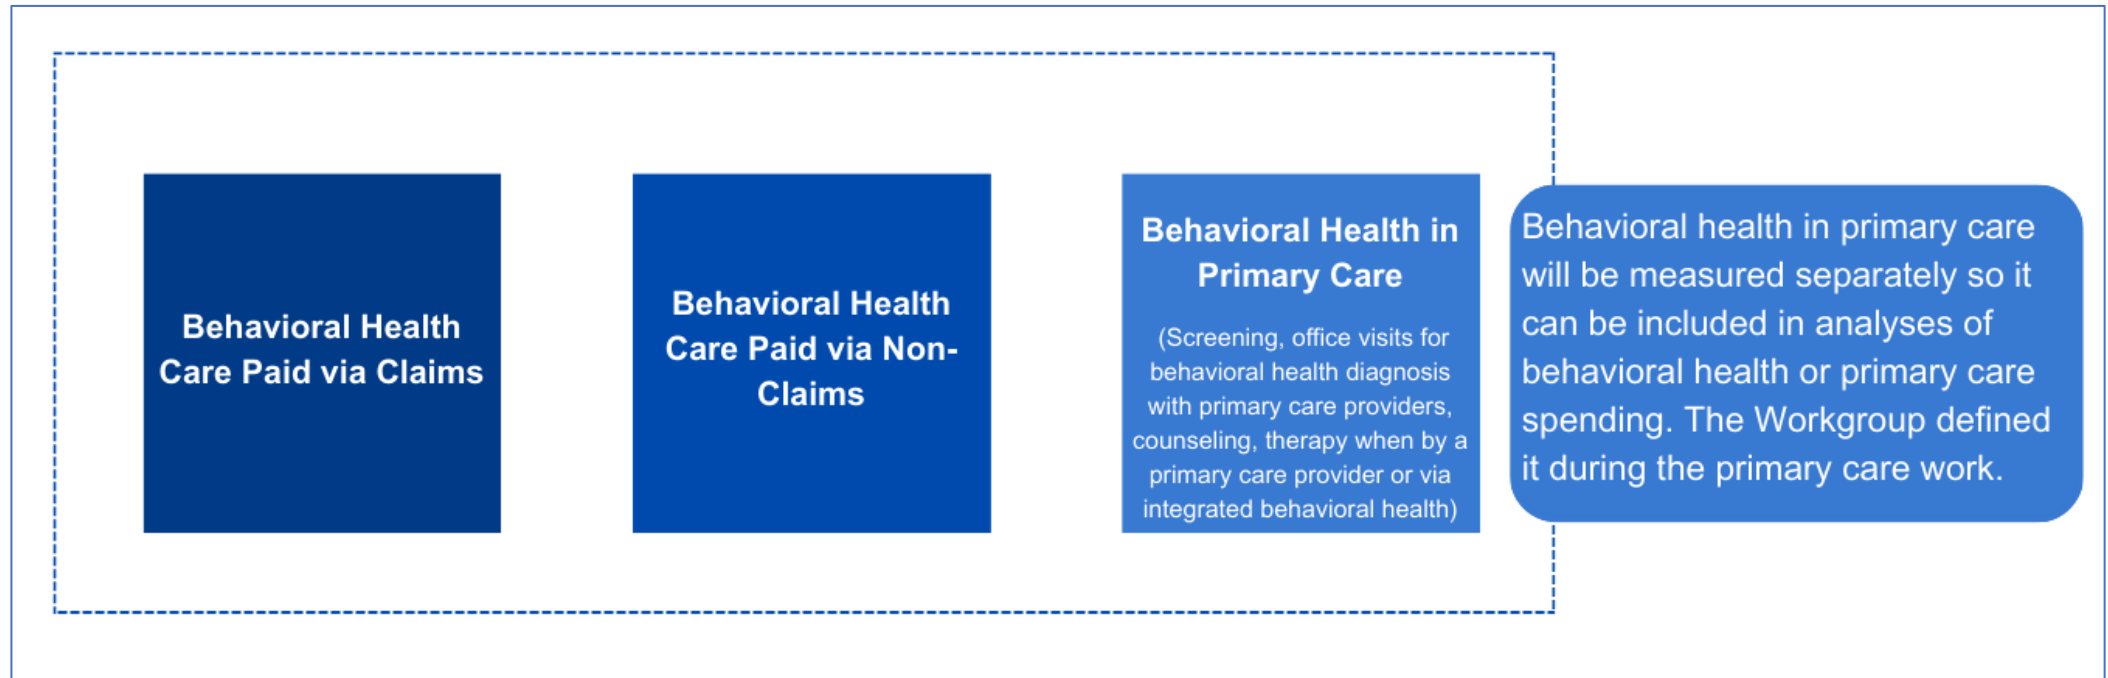 Behavioral Health
Care Paid via Claims
Behavioral Health
Care Paid via Non-
Claims
Behavioral Health in
Primary Care
(Screening, office visits for
behavioral health diagnosis
with primary care providers,
counseling, therapy when by a
primary care provider or via
integrated behavioral health)
Behavioral health in primary care
will be measured separately so it
can be included in analyses of
behavioral health or primary care
spending. The Workgroup defined
it during the primary care work.